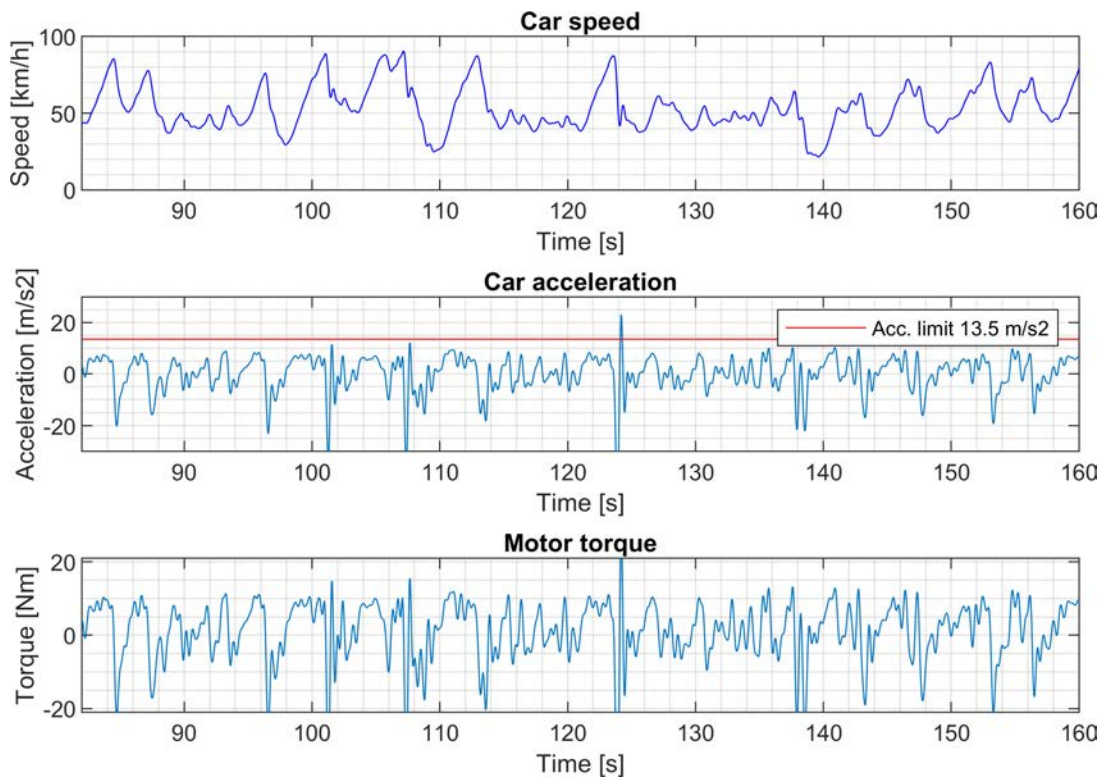 Car speed
Speed [km/h]
100
50
0
90 100 110 120 130 140 150 160
Time [s]
Car acceleration
Acceleration [m/s2]
20
0
-20
Acc. limit 13.5 m/s2
90 100 110 120 130 140 150 160
Time [s]
Motor torque
Torque [Nm]
20
0
-20
90 100 110 120 130 140 150 160
Time [s]